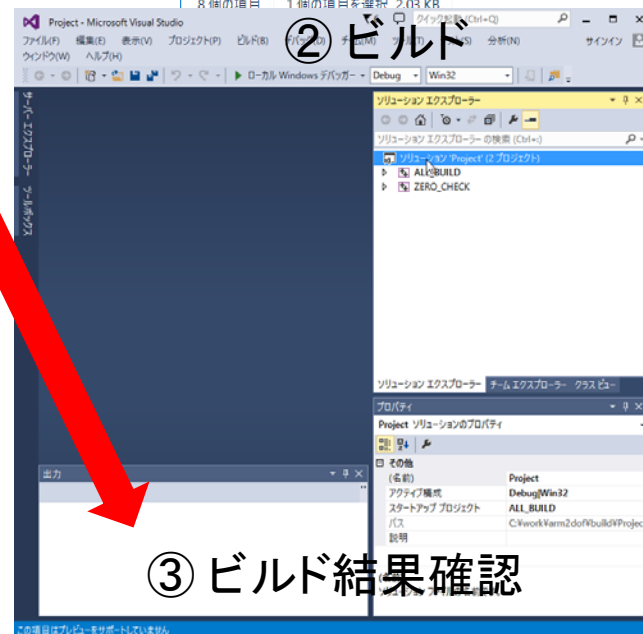 8 個の項目 1 個の項目を選択 2.03 KB
Project - Microsoft Visual Studio
クイック起動 (Ctrl+Q)
ファイル(F) 編集(E) 表示(V) プロジェクト(P) ビルド(B) デバッグ(D) チーム(M) 分析(N) サインイン
ウィンドウ(W) ヘルプ(H)
② ビルド
ローカル Windows デバッガー Debug Win32
サーバー エクスプローラー
ツールボックス
ソリューション エクスプローラー
ソリューション エクスプローラー の検索 (Ctrl+;)
ソリューション 'Project' (2 プロジェクト)
ALL_BUILD
ZERO_CHECK
ソリューション エクスプローラー チーム エクスプローラー クラス ビュー
プロパティ
Project ソリューションのプロパティ
その他
(名前) Project
アクティブ構成 Debug|Win32
スタートアップ プロジェクト ALL_BUILD
パス C:¥work¥arm2dof¥build¥Projec
説明
出力
③ ビルド結果確認
(名前)
この項目はプレビューをサポートしていません